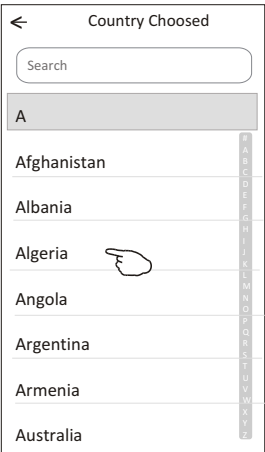 Country Choosed
Search
A
Afghanistan
Albania
Algeria
Angola
Argentina
Armenia
Australia
#
A
B
C
D
E
F
G
H
I
J
K
L
M
N
O
P
Q
R
S
T
U
V
W
X
Y
Z